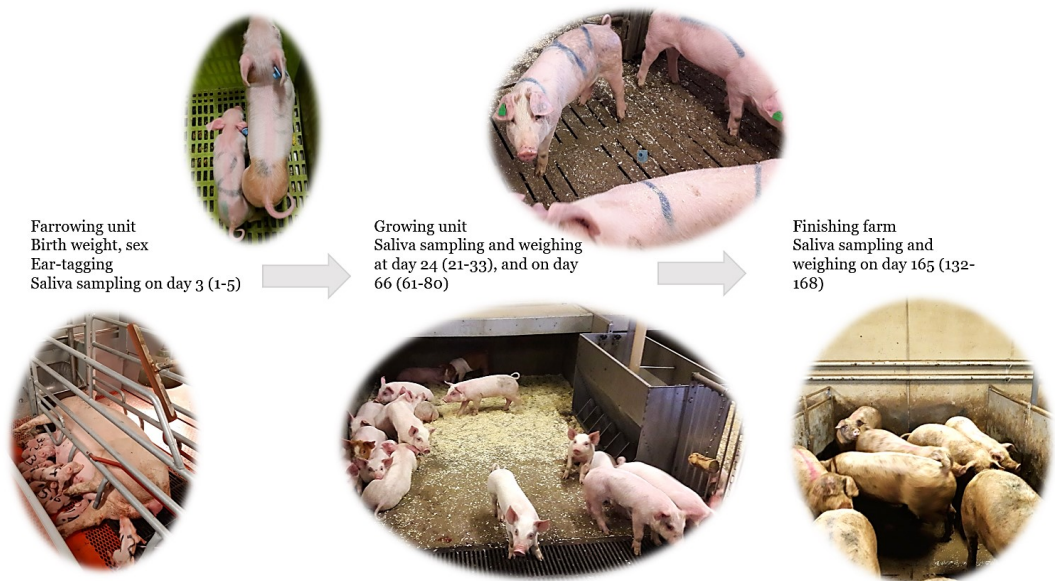 Farrowing unit
Birth weight, sex
Ear-tagging
Saliva sampling on day 3 (1-5)
Growing unit
Saliva sampling and weighing
at day 24 (21-33), and on day
66 (61-80)
Finishing farm
Saliva sampling and
weighing on day 165 (132-
168)